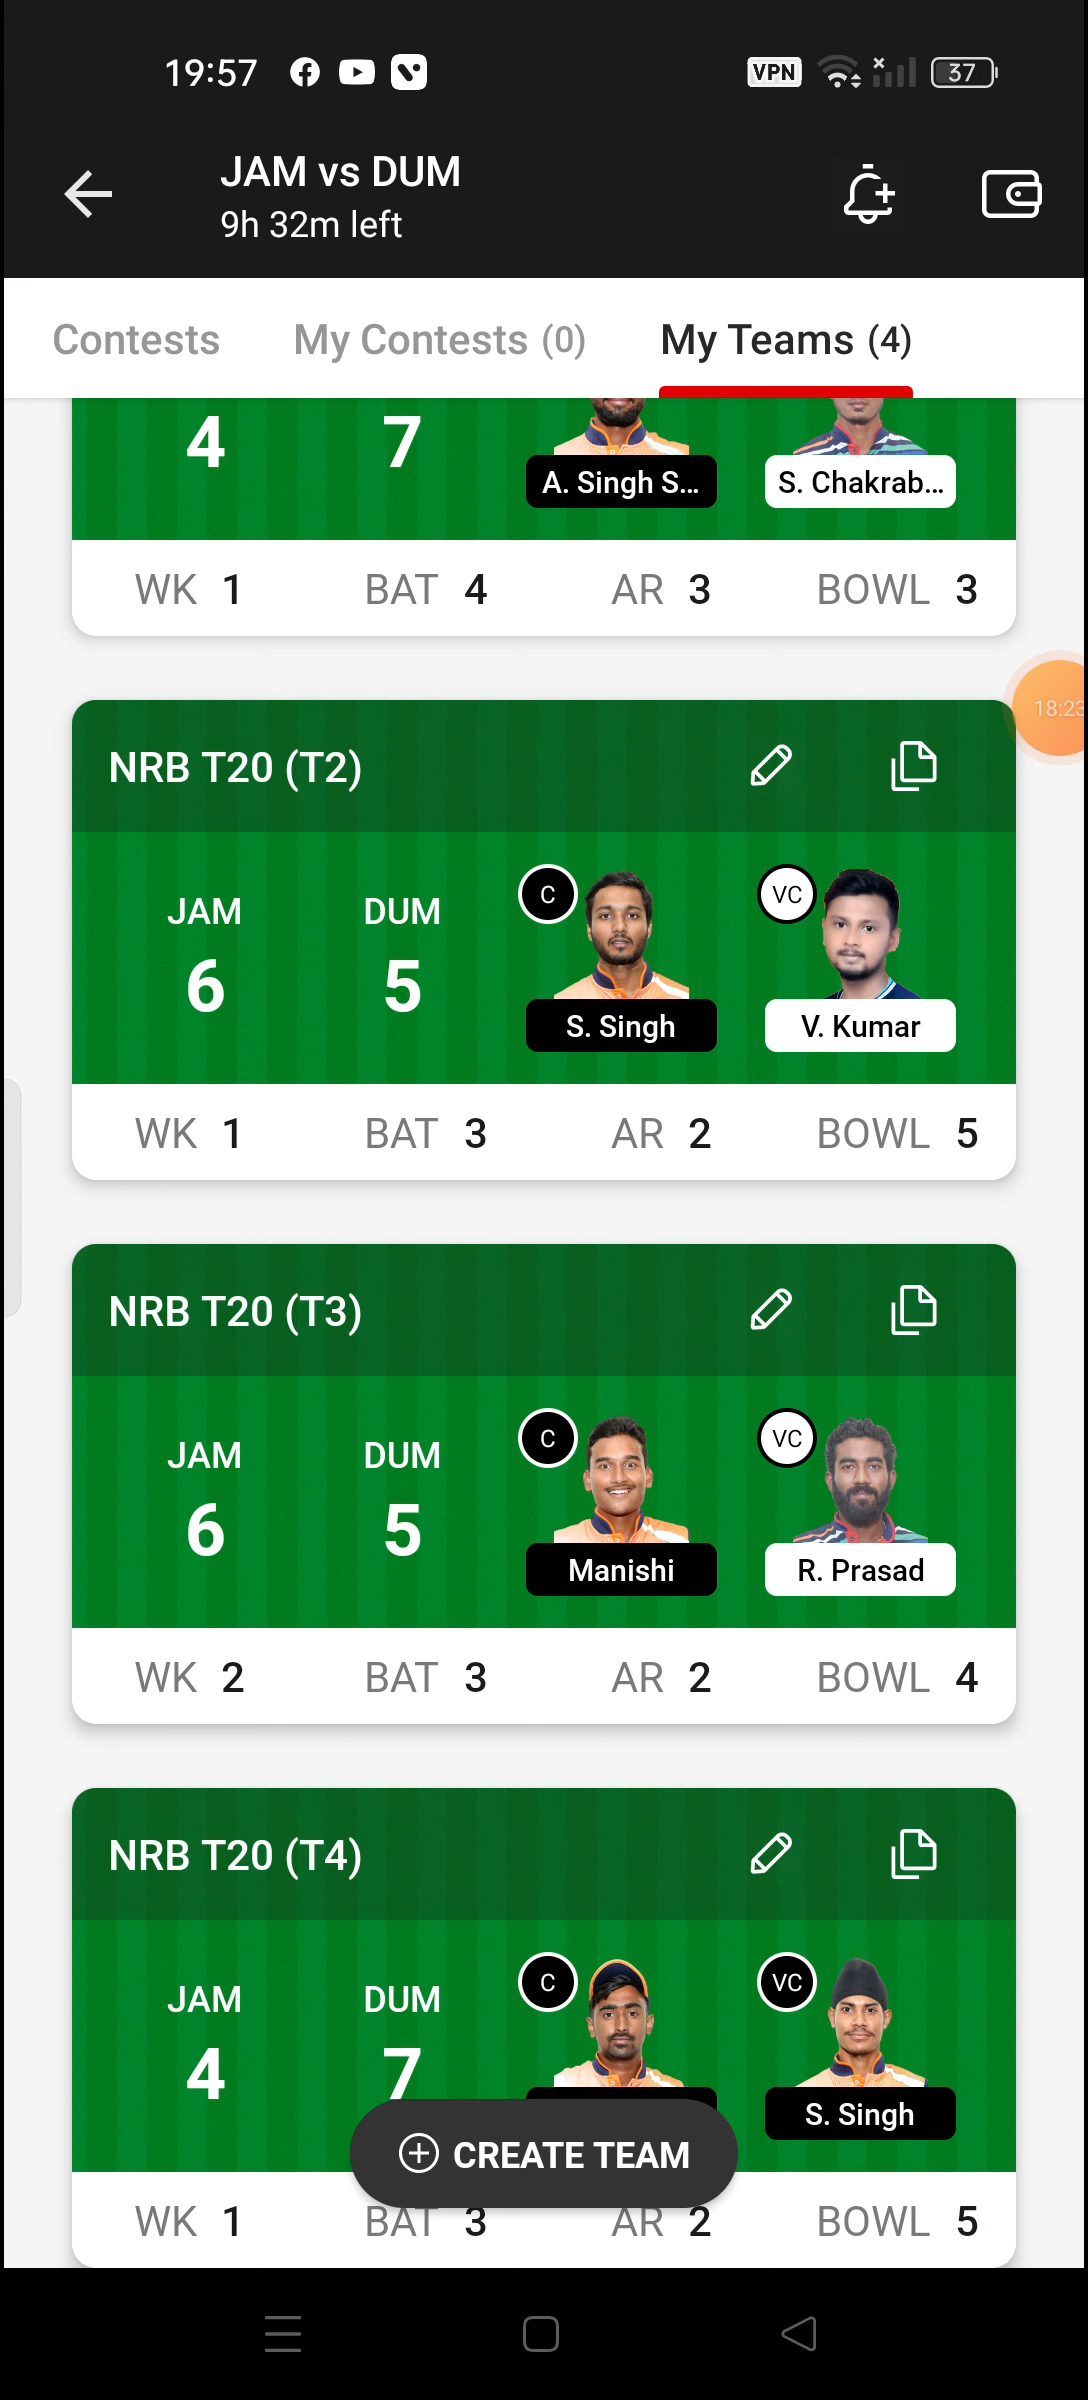 19:57 VPN 37
JAM vs DUM
9h 32m left
Contests My Contests (0) My Teams (4)
4 7
A. Singh S... S. Chakrab...
WK 1 BAT 4 AR 3 BOWL 3
18:23
NRB T20 (T2)
C VC
JAM DUM
6 5
S. Singh V. Kumar
WK 1 BAT 3 AR 2 BOWL 5
NRB T20 (T3)
C VC
JAM DUM
6 5
Manishi R. Prasad
WK 2 BAT 3 AR 2 BOWL 4
NRB T20 (T4)
C VC
JAM DUM
4 7
S. Singh
CREATE TEAM
WK 1 BAT 3 AR 2 BOWL 5